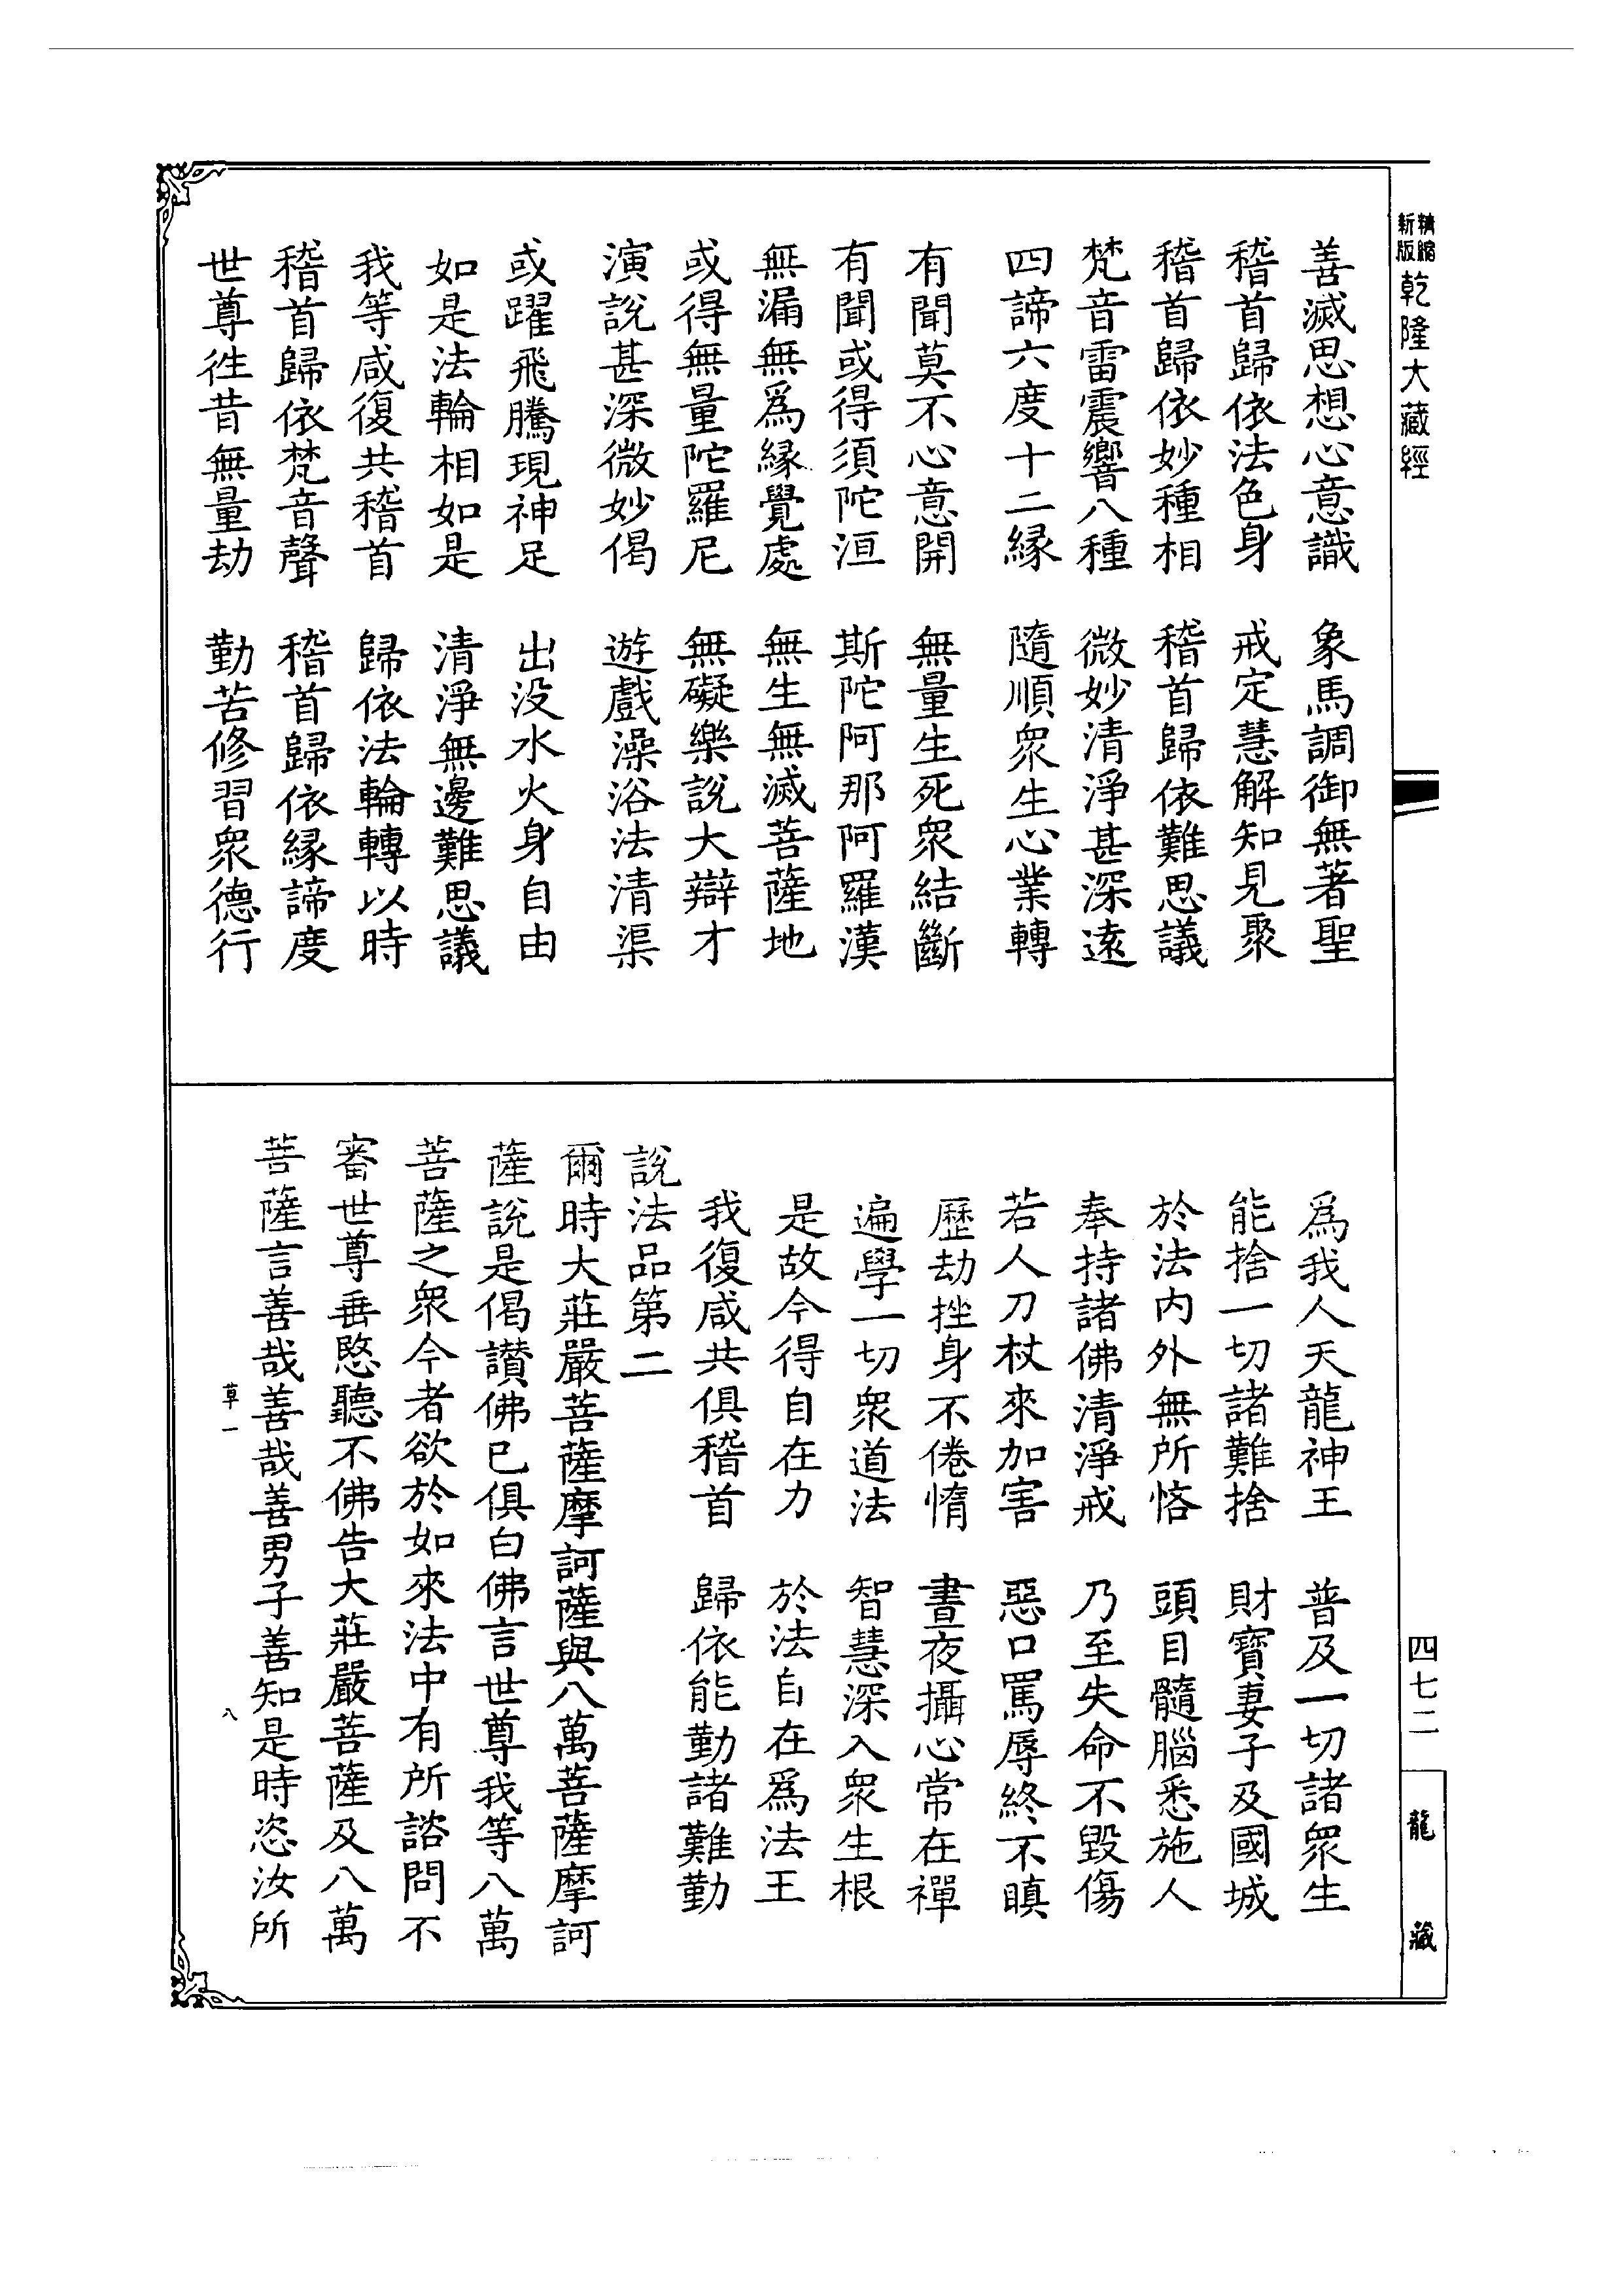 新版精縮
乾隆大藏經
善滅思想心意識　象馬調御無著聖
稽首歸依法色身　戒定慧解知見聚
稽首歸依妙種相　稽首歸依難思議
梵音雷震響八種　微妙清淨甚深遠
四諦六度十二緣　隨順眾生心業轉
有聞莫不心意開　無量生死眾結斷
有聞或得須陀洹　斯陀阿那阿羅漢
無漏無爲緣覺處　無生無滅菩薩地
或得無量陀羅尼　無礙樂說大辯才
演說甚深微妙偈　遊戲澡浴法清渠
或躍飛騰現神足　出没水火身自由
如是法輪相如是　清淨無邊難思議
我等咸復共稽首　歸依法輪轉以時
稽首歸依梵音聲　稽首歸依緣諦度
世尊徃昔無量劫　勤苦修習眾德行
爲我人天龍神王　普及一切諸眾生
能捨一切諸難捨　財寶妻子及國城
於法内外無所悋　頭目髓腦悉施人
奉持諸佛清淨戒　乃至失命不毀傷
若人刀杖來加害　惡口罵辱終不瞋
歷劫挫身不倦惰　晝夜攝心常在禪
遍學一切眾道法　智慧深入眾生根
是故今得自在力　於法自在爲法王
我復咸共俱稽首　歸依能勤諸難勤
說法品第二
爾時大莊嚴菩薩摩訶薩與八萬菩薩摩訶
薩說是偈讚佛已俱白佛言世尊我等八萬
菩薩之眾今者欲於如來法中有所諮問不
審世尊垂愍聽不佛告大莊嚴菩薩及八萬
菩薩言善哉善哉善男子善知是時恣汝所
草一　八
四七二
龍藏